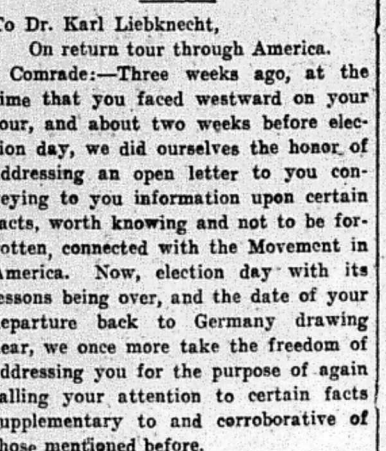 To Dr. Karl Liebknecht,
On return tour through America.
Comrade:—Three weeks ago, at the
ime that you faced westward on your
our, and about two weeks before elec-
ion day, we did ourselves the honor of
ddressing an open letter to you con-
eying to you information upon certain
acts, worth knowing and not to be for-
otten, connected with the Movement in
America. Now, election day with its
essons being over, and the date of your
eparture back to Germany drawing
ear, we once more take the freedom of
ddressing you for the purpose of again
alling your attention to certain facts
upplementary to and corroborative of
hose mentioned before.